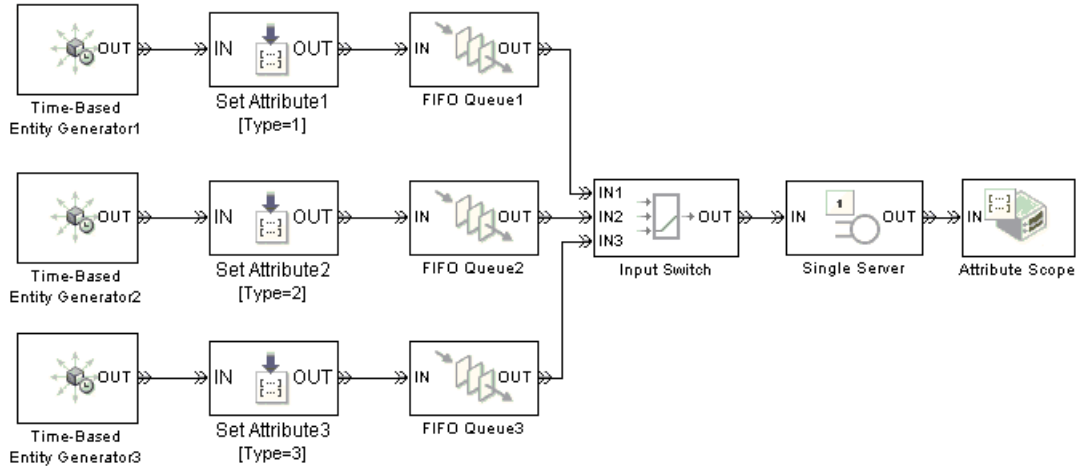 OUT
Time-Based
Entity Generator1
IN
[...]
[...]
OUT
Set Attribute1
[Type=1]
IN
OUT
FIFO Queue1
OUT
Time-Based
Entity Generator2
IN
[...]
[...]
OUT
Set Attribute2
[Type=2]
IN
OUT
FIFO Queue2
IN1
IN2
IN3
OUT
Input Switch
IN
1
OUT
Single Server
IN
[...]
Attribute Scope
OUT
Time-Based
Entity Generator3
IN
[...]
[...]
OUT
Set Attribute3
[Type=3]
IN
OUT
FIFO Queue3